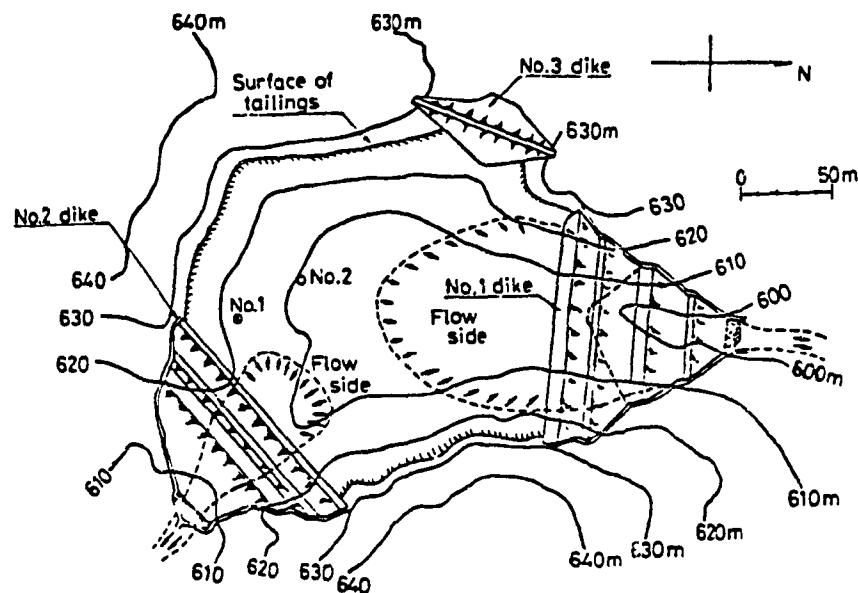 640m
630m
No.3 dike
N
Surface of
tailings
630m
0 50m
No.2 dike
630
620
640
No.2
610
No.1 dike
No.1
600
630
Flow
side
Flow
side
620
600m
610
610m
620m
630m
640m
610
620
630
640